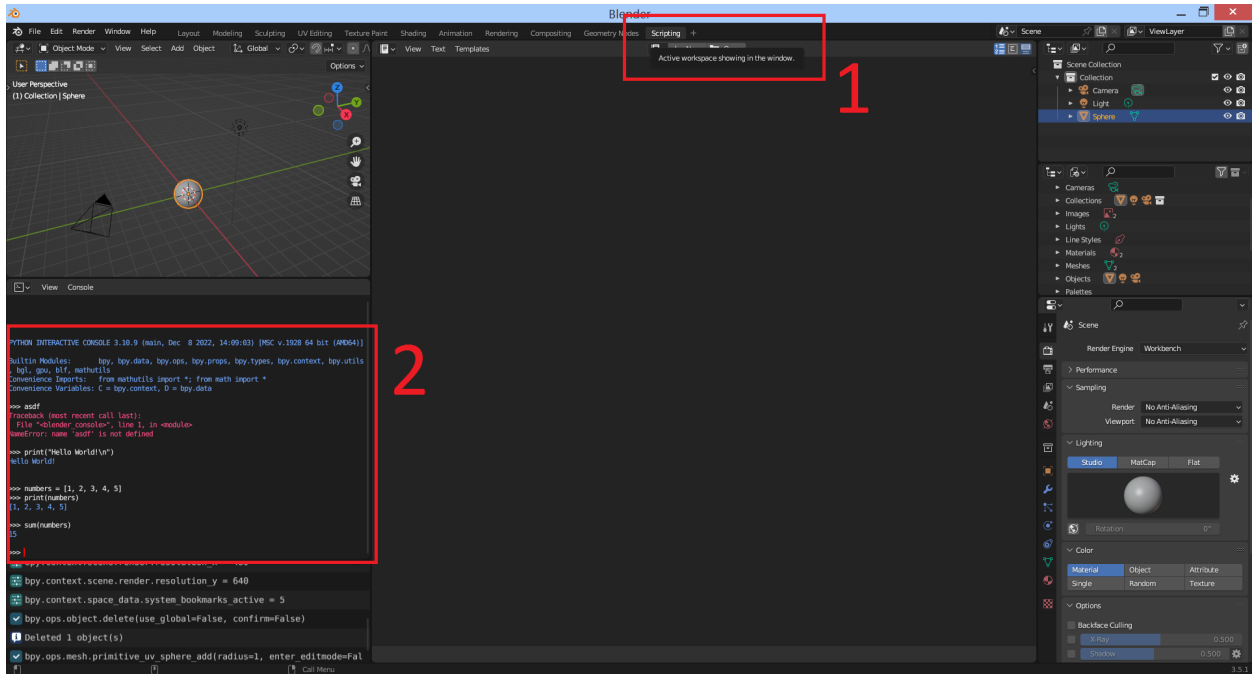 Blender
File Edit Render Window Help Layout Modeling Sculpting UV Editing Texture Paint Shading Animation Rendering Compositing Geometry Nodes Scripting + Scene ViewLayer
Object Mode View Select Add Object Global View Text Templates
Active workspace showing in the window.
1
Options
User Perspective
(1) Collection | Sphere
Z
Y
X
Scene Collection
Collection
Camera
Light
Sphere
Cameras
Collections
Images 2
Lights
Line Styles
Materials 2
Meshes 2
Objects
Palettes
View Console
PYTHON INTERACTIVE CONSOLE 3.10.9 (main, Dec  8 2022, 14:09:03) [MSC v.1928 64 bit (AMD64)]
Builtin Modules:       bpy, bpy.data, bpy.ops, bpy.props, bpy.types, bpy.context, bpy.utils
, bgl, gpu, blf, mathutils
Convenience Imports:   from mathutils import *; from math import *
Convenience Variables: C = bpy.context, D = bpy.data
>>> asdf
Traceback (most recent call last):
  File "<blender_console>", line 1, in <module>
NameError: name 'asdf' is not defined
>>> print("Hello World!\n")
Hello World!
>>> numbers = [1, 2, 3, 4, 5]
>>> print(numbers)
[1, 2, 3, 4, 5]
>>> sum(numbers)
15
>>>
2
bpy.context.scene.render.resolution_y = 640
bpy.context.space_data.system_bookmarks_active = 5
bpy.ops.object.delete(use_global=False, confirm=False)
Deleted 1 object(s)
bpy.ops.mesh.primitive_uv_sphere_add(radius=1, enter_editmode=Fal
Call Menu
Scene
Render Engine Workbench
Performance
Sampling
Render No Anti-Aliasing
Viewport No Anti-Aliasing
Lighting
Studio MatCap Flat
Rotation 0°
Color
Material Object Attribute
Single Random Texture
Options
Backface Culling
X-Ray 0.500
Shadow 0.500
3.5.1